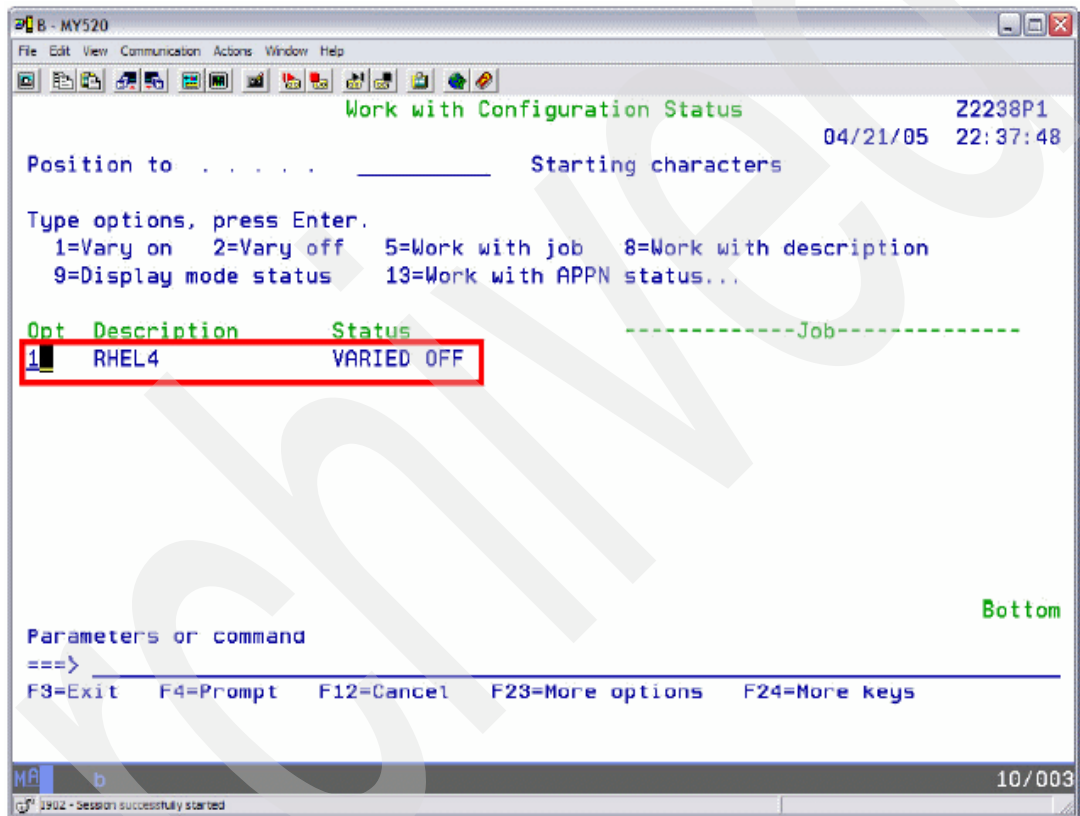 B - MY520
File Edit View Communication Actions Window Help
Work with Configuration Status Z2238P1
04/21/05 22:37:48
Position to . . . . . __________ Starting characters
Type options, press Enter.
1=Vary on 2=Vary off 5=Work with job 8=Work with description
9=Display mode status 13=Work with APPN status...
Opt Description Status -------------Job--------------
1 RHEL4 VARIED OFF
Bottom
Parameters or command
===>
F3=Exit F4=Prompt F12=Cancel F23=More options F24=More keys
MA b 10/003
1902 - Session successfully started